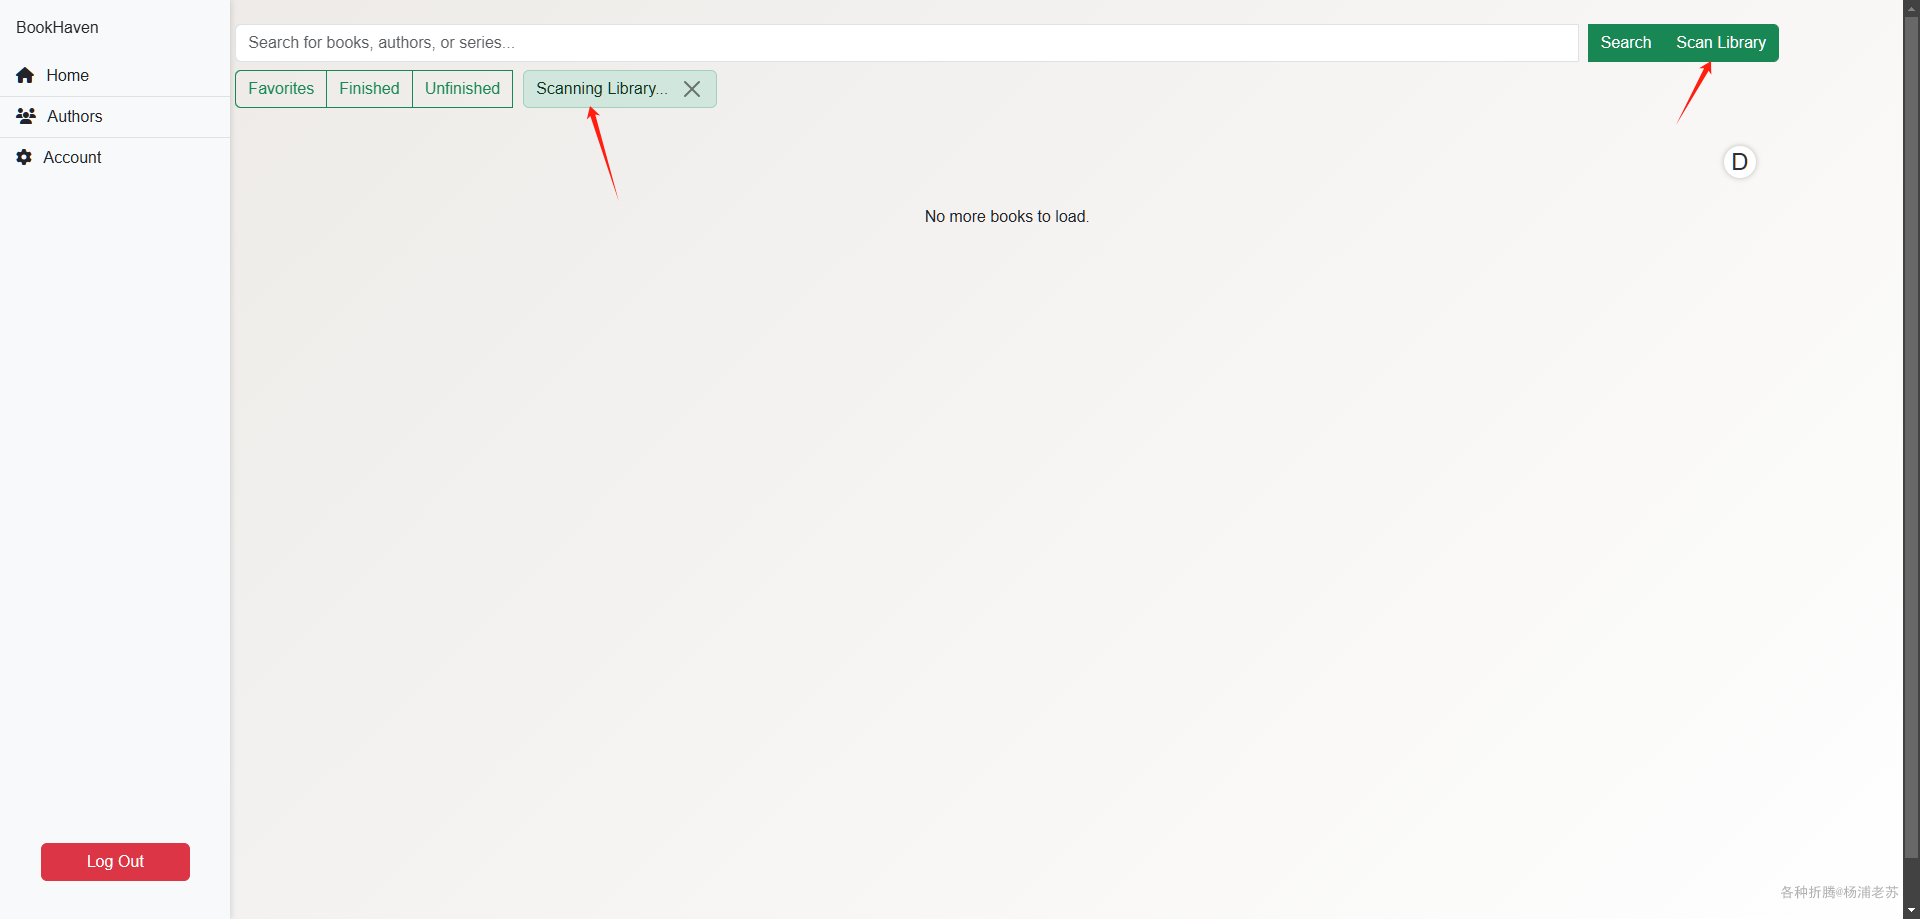 BookHaven
Home
Authors
Account
Log Out
Search for books, authors, or series...
Search
Scan Library
Favorites
Finished
Unfinished
Scanning Library...
D
No more books to load.
各种折腾@杨浦老苏